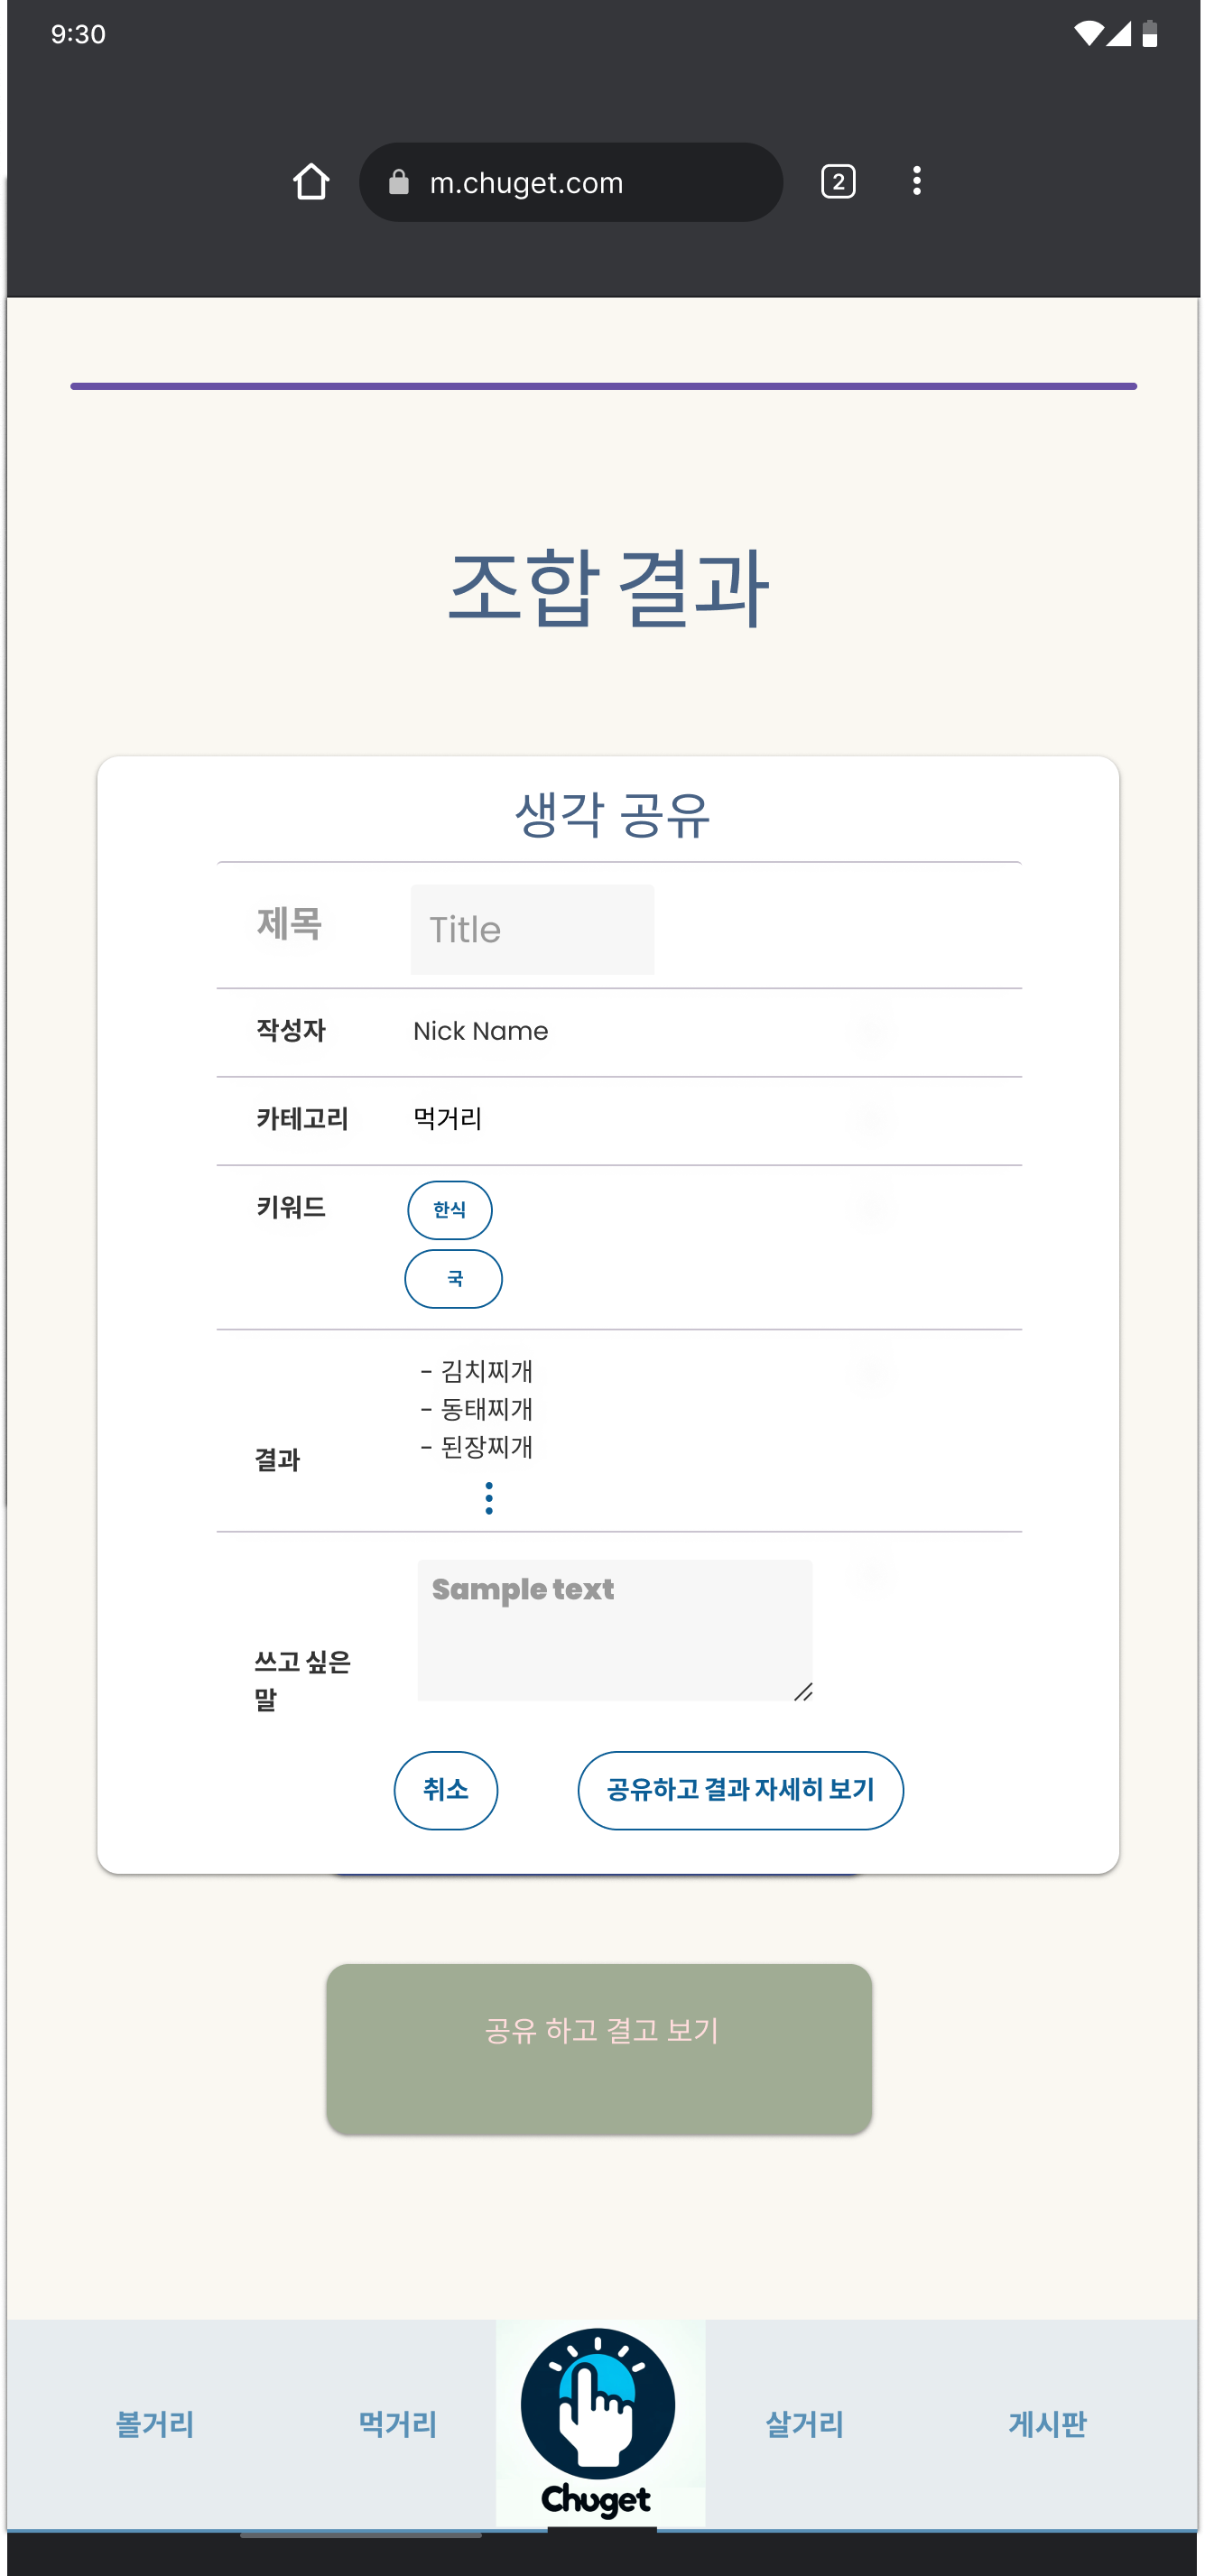 9:30
m.chuget.com
2
조합 결과
생각 공유
제목
Title
작성자
Nick Name
카테고리
먹거리
키워드
한식
국
- 김치찌개
- 동태찌개
- 된장찌개
결과
Sample text
쓰고 싶은
말
취소
공유하고 결과 자세히 보기
공유 하고 결고 보기
볼거리
먹거리
Chuget
살거리
게시판